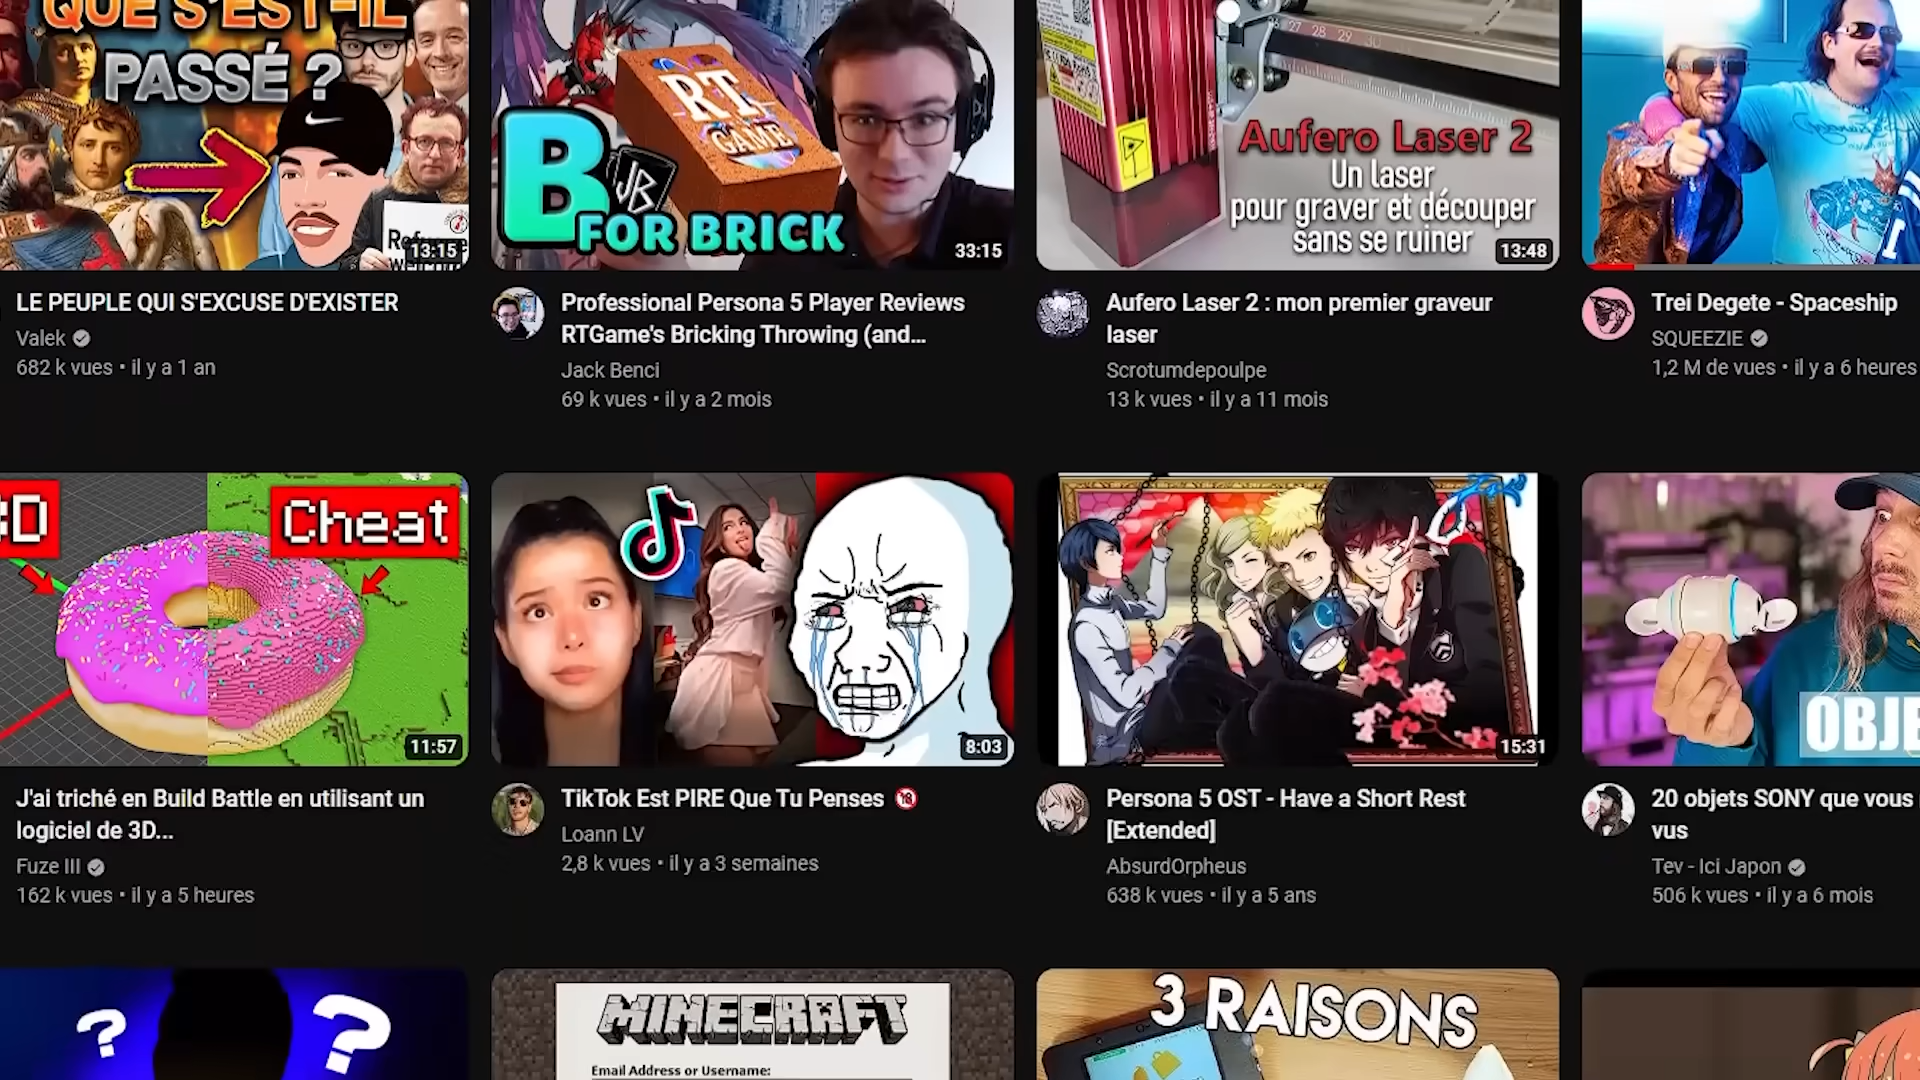 QUE S'EST-IL
PASSÉ ?
13:15
RT
GAME
B
JB
FOR BRICK
33:15
27 28 29 30
Aufero Laser 2
Un laser
pour graver et découper
sans se ruiner
13:48
LE PEUPLE QUI S'EXCUSE D'EXISTER
Valek
682 k vues • il y a 1 an
Professional Persona 5 Player Reviews
RTGame's Bricking Throwing (and...
Jack Benci
69 k vues • il y a 2 mois
Aufero Laser 2 : mon premier graveur
laser
Scrotumdepoulpe
13 k vues • il y a 11 mois
Trei Degete - Spaceship
SQUEEZIE
1,2 M de vues • il y a 6 heures
3D
Cheat
11:57
8:03
15:31
OBJE
J'ai triché en Build Battle en utilisant un
logiciel de 3D...
Fuze III
162 k vues • il y a 5 heures
TikTok Est PIRE Que Tu Penses 🔞
Loann LV
2,8 k vues • il y a 3 semaines
Persona 5 OST - Have a Short Rest
[Extended]
AbsurdOrpheus
638 k vues • il y a 5 ans
20 objets SONY que vous
vus
Tev - Ici Japon
506 k vues • il y a 6 mois
? ?
MINECRAFT
Email Address or Username:
3 RAISONS